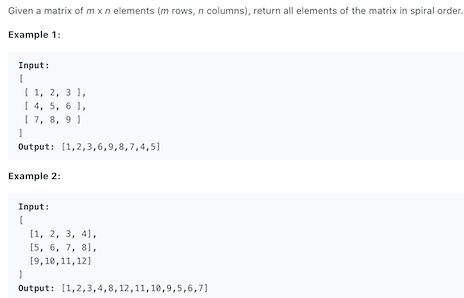 Given a matrix of m x n elements (m rows, n columns), return all elements of the matrix in spiral order.
Example 1:
Input:
[
[ 1, 2, 3 ],
[ 4, 5, 6 ],
[ 7, 8, 9 ]
]
Output: [1,2,3,6,9,8,7,4,5]
Example 2:
Input:
[
[1, 2, 3, 4],
[5, 6, 7, 8],
[9,10,11,12]
]
Output: [1,2,3,4,8,12,11,10,9,5,6,7]